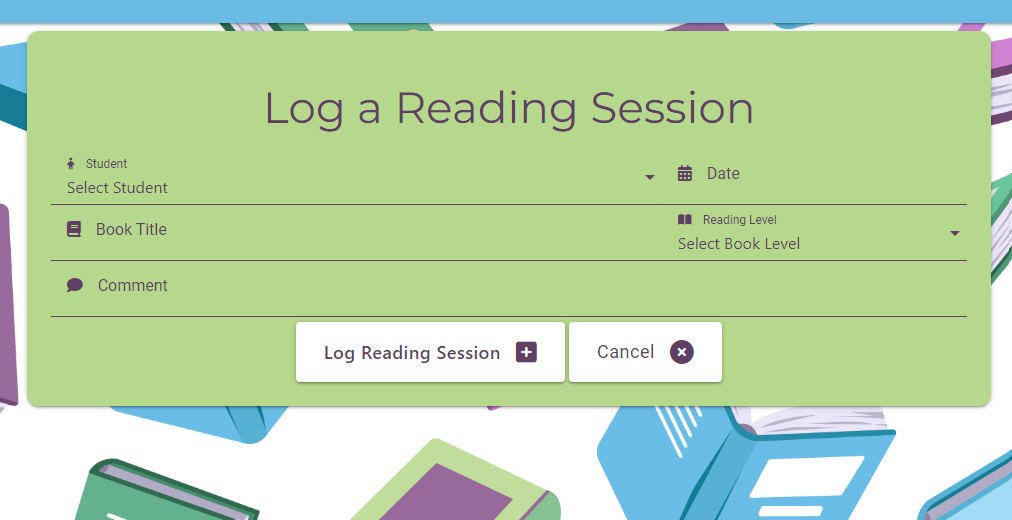 Log a Reading Session
Student
Select Student
Date
Book Title
Reading Level
Select Book Level
Comment
Log Reading Session
Cancel